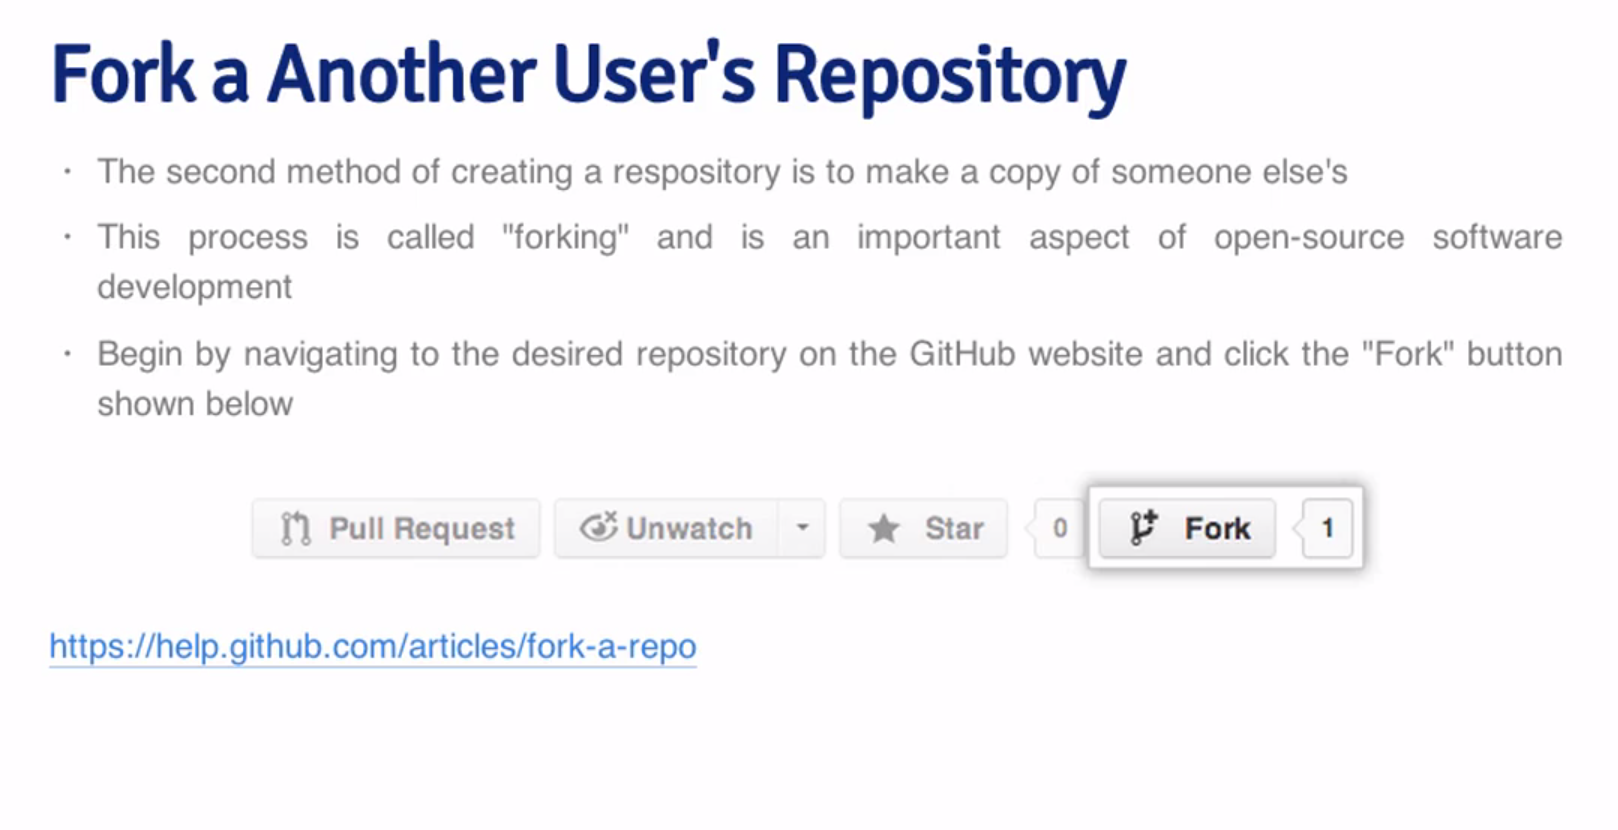 Fork a Another User's Repository
· The second method of creating a respository is to make a copy of someone else's
· This process is called "forking" and is an important aspect of open-source software
development
· Begin by navigating to the desired repository on the GitHub website and click the "Fork" button
shown below
Pull Request Unwatch Star 0 Fork 1
https://help.github.com/articles/fork-a-repo